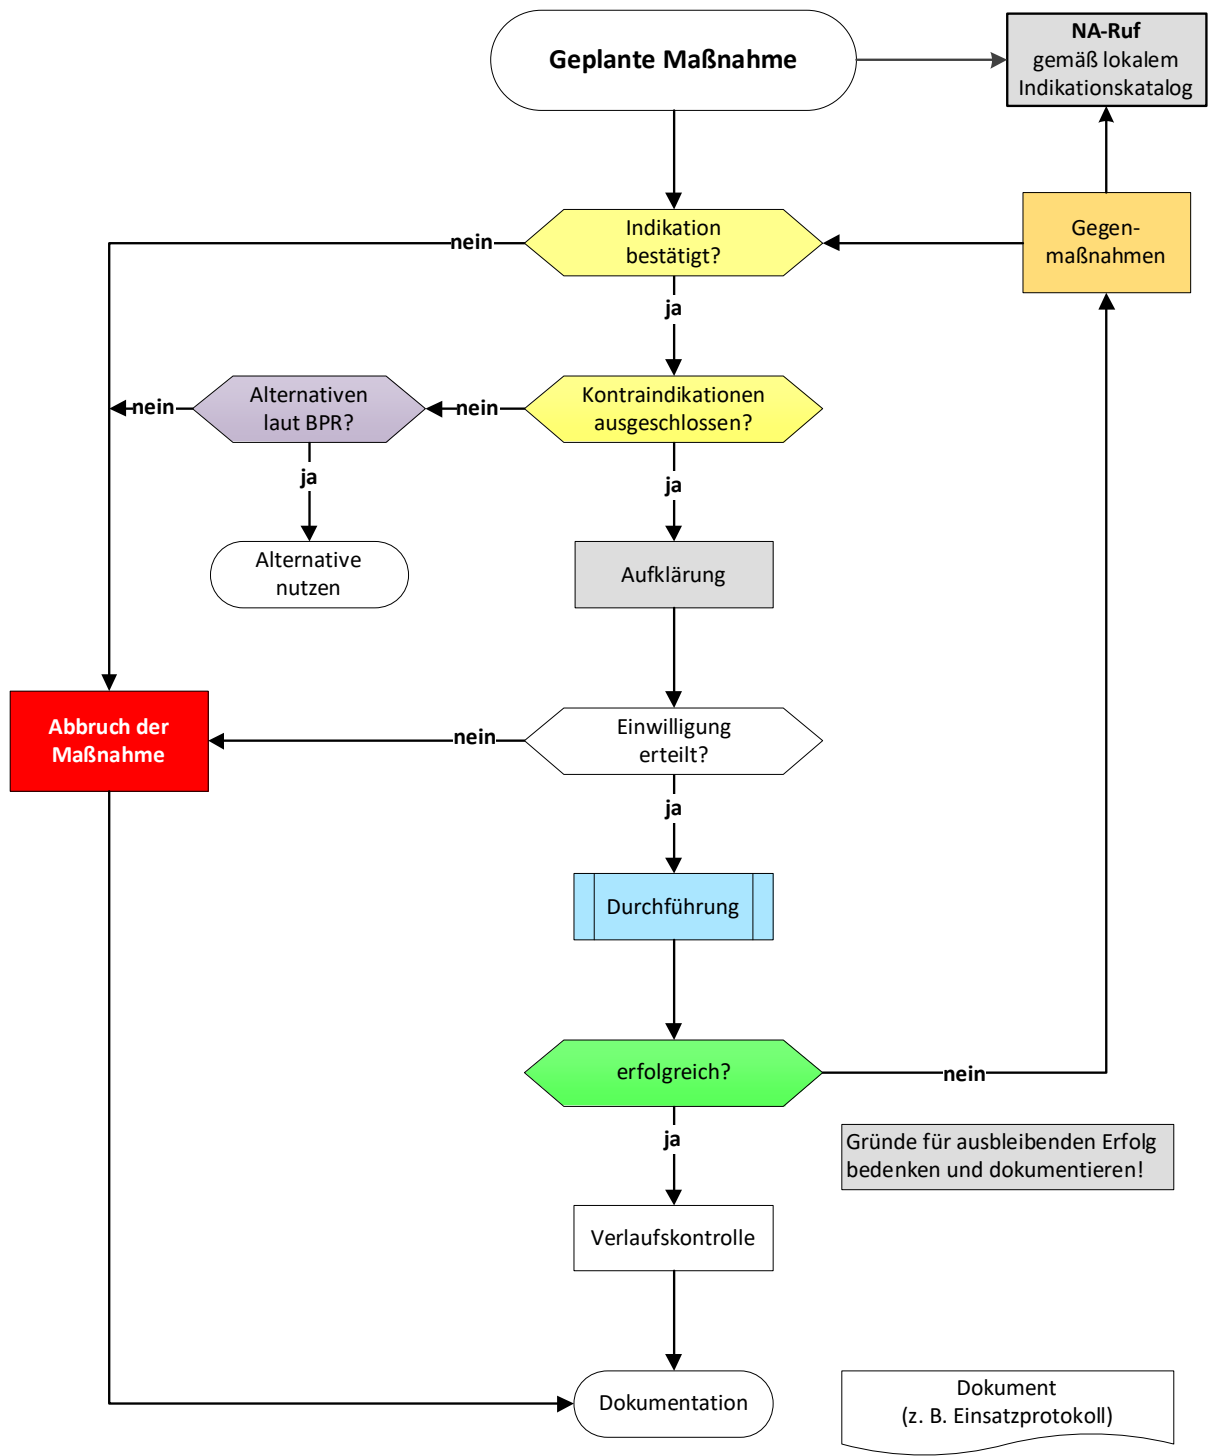 Geplante Maßnahme
NA-Ruf
gemäß lokalem
Indikationskatalog
Indikation
bestätigt?
nein
Gegen-
maßnahmen
ja
Alternativen
laut BPR?
nein
nein
Kontraindikationen
ausgeschlossen?
ja
ja
Alternative
nutzen
Aufklärung
Abbruch der
Maßnahme
nein
Einwilligung
erteilt?
ja
Durchführung
erfolgreich?
nein
ja
Gründe für ausbleibenden Erfolg
bedenken und dokumentieren!
Verlaufskontrolle
Dokumentation
Dokument
(z. B. Einsatzprotokoll)